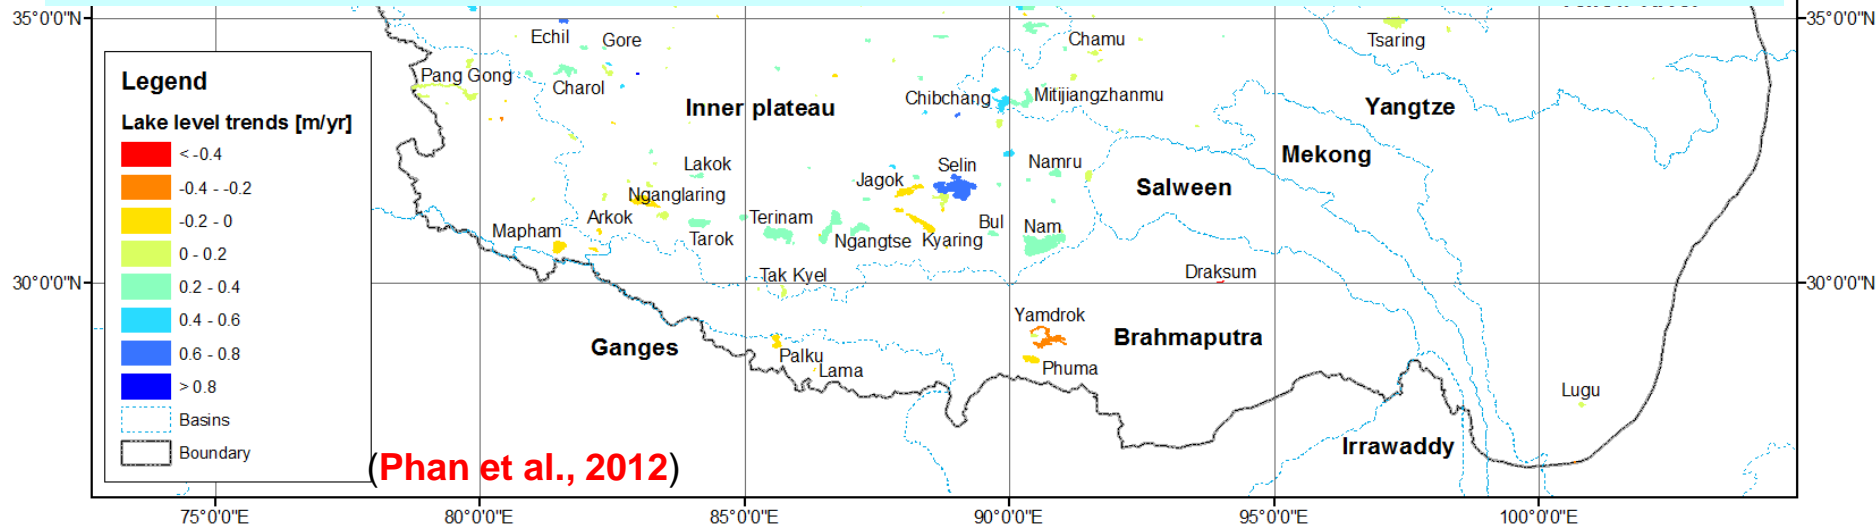 35°0'0"N
35°0'0"N
Echil
Gore
Chamu
Tsaring
Legend
Pang Gong
Charol
Inner plateau
Chibchang
Mitijiangzhanmu
Yangtze
Lake level trends [m/yr]
< -0.4
-0.4 - -0.2
-0.2 - 0
0 - 0.2
0.2 - 0.4
0.4 - 0.6
0.6 - 0.8
> 0.8
Basins
Boundary
Mekong
Lakok
Selin
Namru
Jagok
Salween
Nganglaring
Mapham
Arkok
Terinam
Bul
Nam
Tarok
Ngangtse
Kyaring
30°0'0"N
Tak Kyel
Draksum
30°0'0"N
Yamdrok
Ganges
Palku
Lama
Brahmaputra
Phuma
Lugu
Irrawaddy
(Phan et al., 2012)
75°0'0"E
80°0'0"E
85°0'0"E
90°0'0"E
95°0'0"E
100°0'0"E